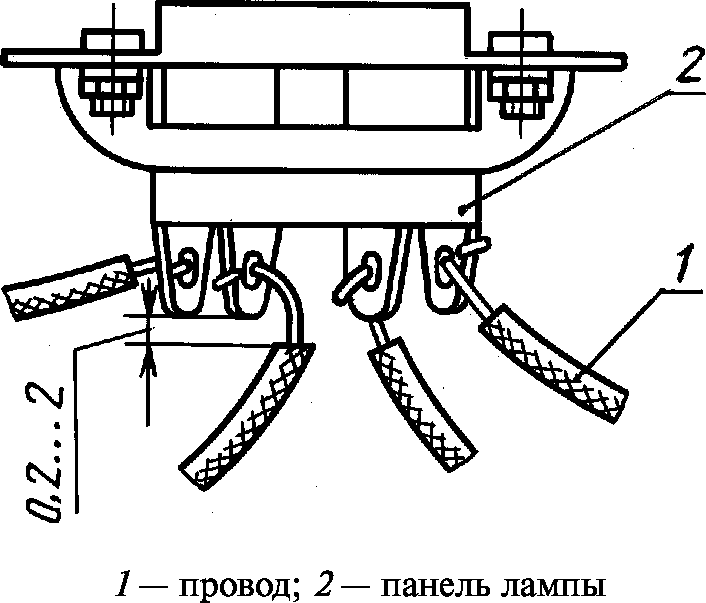 2
1
0,2...2
1 — провод; 2 — панель лампы